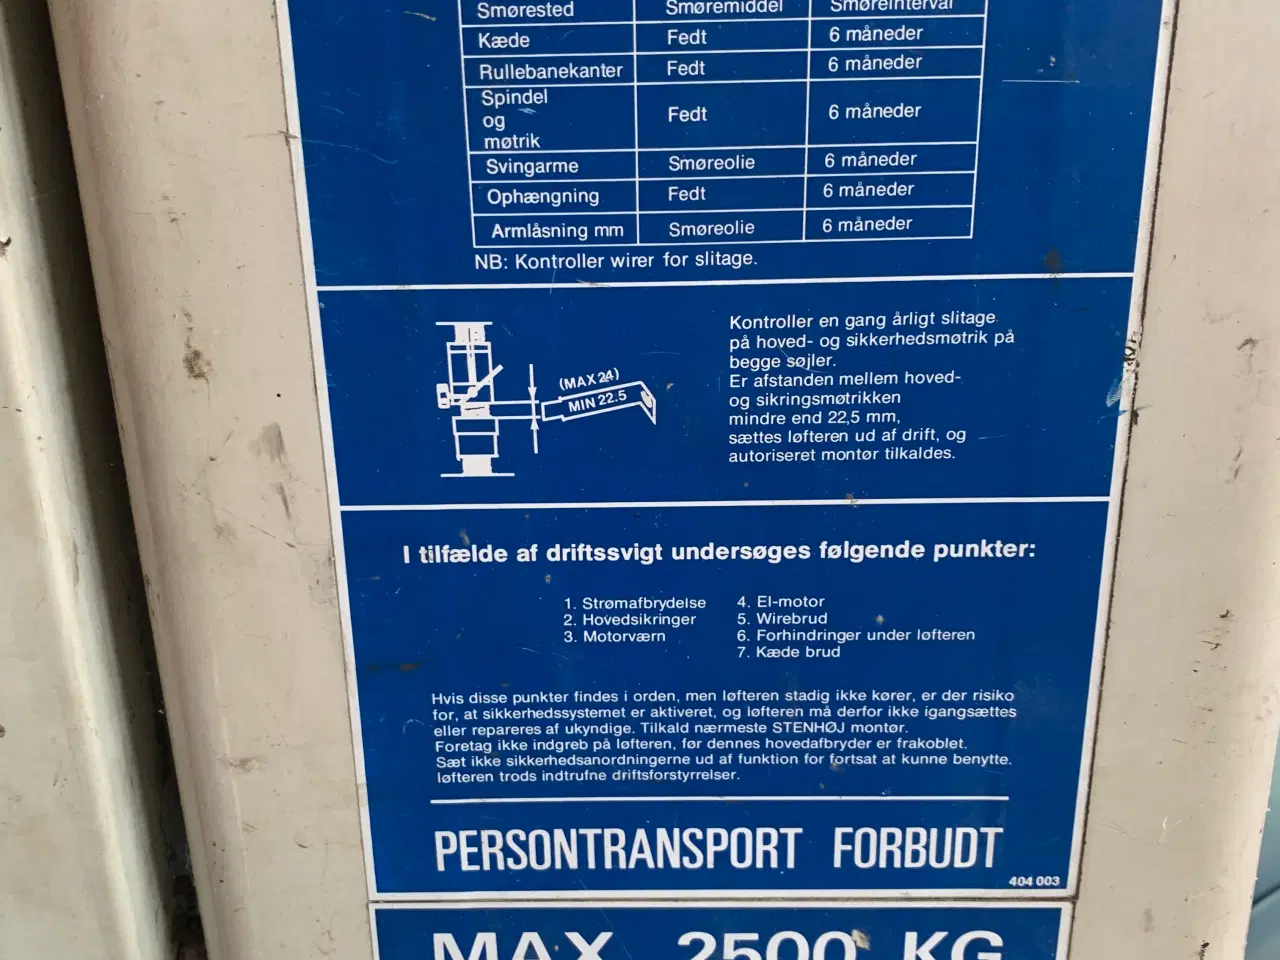 Smørested Smøremiddel Smøreinterval
Kæde Fedt 6 måneder
Rullebanekanter Fedt 6 måneder
Spindel
og Fedt 6 måneder
møtrik
Svingarme Smøreolie 6 måneder
Ophængning Fedt 6 måneder
Armlåsning mm Smøreolie 6 måneder
NB: Kontroller wirer for slitage.
(MAX 24)
MIN 22.5
Kontroller en gang årligt slitage
på hoved- og sikkerhedsmøtrik på
begge søjler.
Er afstanden mellem hoved-
og sikringsmøtrikken
mindre end 22,5 mm,
sættes løfteren ud af drift, og
autoriseret montør tilkaldes.
I tilfælde af driftssvigt undersøges følgende punkter:
1. Strømafbrydelse
2. Hovedsikringer
3. Motorværn
4. El-motor
5. Wirebrud
6. Forhindringer under løfteren
7. Kæde brud
Hvis disse punkter findes i orden, men løfteren stadig ikke kører, er der risiko
for, at sikkerhedssystemet er aktiveret, og løfteren må derfor ikke igangsættes
eller repareres af ukyndige. Tilkald nærmeste STENHØJ montør.
Foretag ikke indgreb på løfteren, før dennes hovedafbryder er frakoblet.
Sæt ikke sikkerhedsanordningerne ud af funktion for fortsat at kunne benytte.
løfteren trods indtrufne driftsforstyrrelser.
PERSONTRANSPORT FORBUDT
404 003
MAX 2500 KG